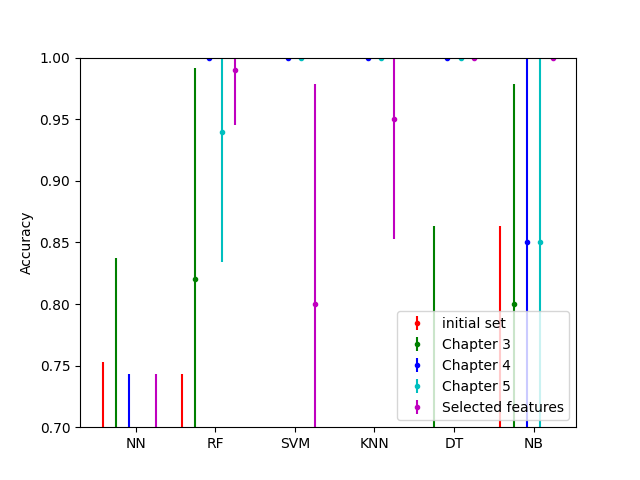 1.00
0.95
0.90
0.85
0.80
0.75
0.70
Accuracy
initial set
Chapter 3
Chapter 4
Chapter 5
Selected features
NN RF SVM KNN DT NB